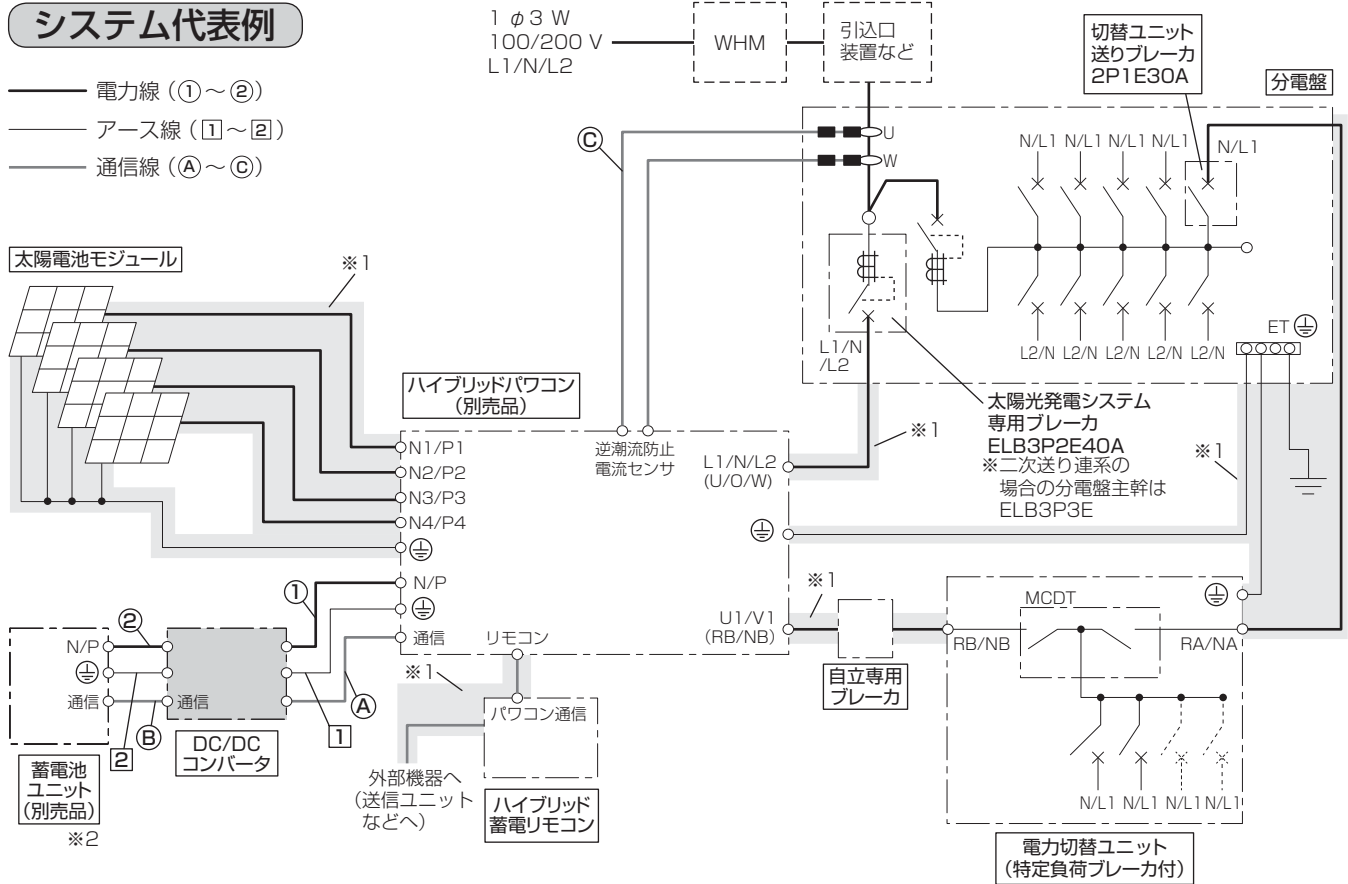 システム代表例
電力線（①～②）
アース線（1～2）
通信線（Ⓐ～Ⓒ）
1 φ 3 W
100/200 V
L1/N/L2
WHM
引込口
装置など
切替ユニット
送りブレーカ
2P1E30A
分電盤
Ⓒ
U
W
N/L1 N/L1 N/L1 N/L1 N/L1
L2/N L2/N L2/N L2/N L2/N
ET
L1/N
/L2
太陽光発電システム
専用ブレーカ
ELB3P2E40A
※二次送り連系の
場合の分電盤主幹は
ELB3P3E
※1
※1
太陽電池モジュール
※1
ハイブリッドパワコン
（別売品）
N1/P1
N2/P2
N3/P3
N4/P4
逆潮流防止
電流センサ
L1/N/L2
(U/O/W)
N/P
通信
リモコン
U1/V1
(RB/NB)
※1
自立専用
ブレーカ
MCDT
RB/NB
RA/NA
N/L1 N/L1 N/L1 N/L1
電力切替ユニット
（特定負荷ブレーカ付）
①
②
N/P
通信
通信
Ⓐ
Ⓑ
1
2
DC/DC
コンバータ
蓄電池
ユニット
（別売品）
※2
※1
パワコン通信
外部機器へ
（送信ユニット
などへ）
ハイブリッド
蓄電リモコン